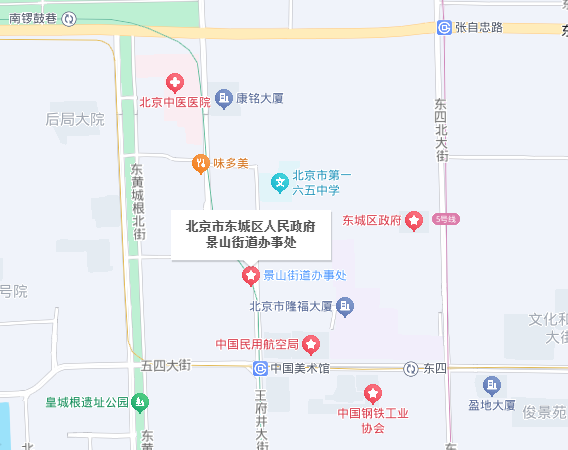 南锣鼓巷
张自忠路
东
北京中医医院
康铭大厦
后局大院
东四北大街
味多美
北京市第一
六五中学
东黄城根北街
东城区政府
5号线
北京市东城区人民政府
景山街道办事处
景山街道办事处
号院
北京市隆福大厦
文化和
大街
中国民用航空局
五四大街
中国美术馆
东四
皇城根遗址公园
王府井大街
中国钢铁工业
协会
盈地大厦
俊景苑
北
东黄
东